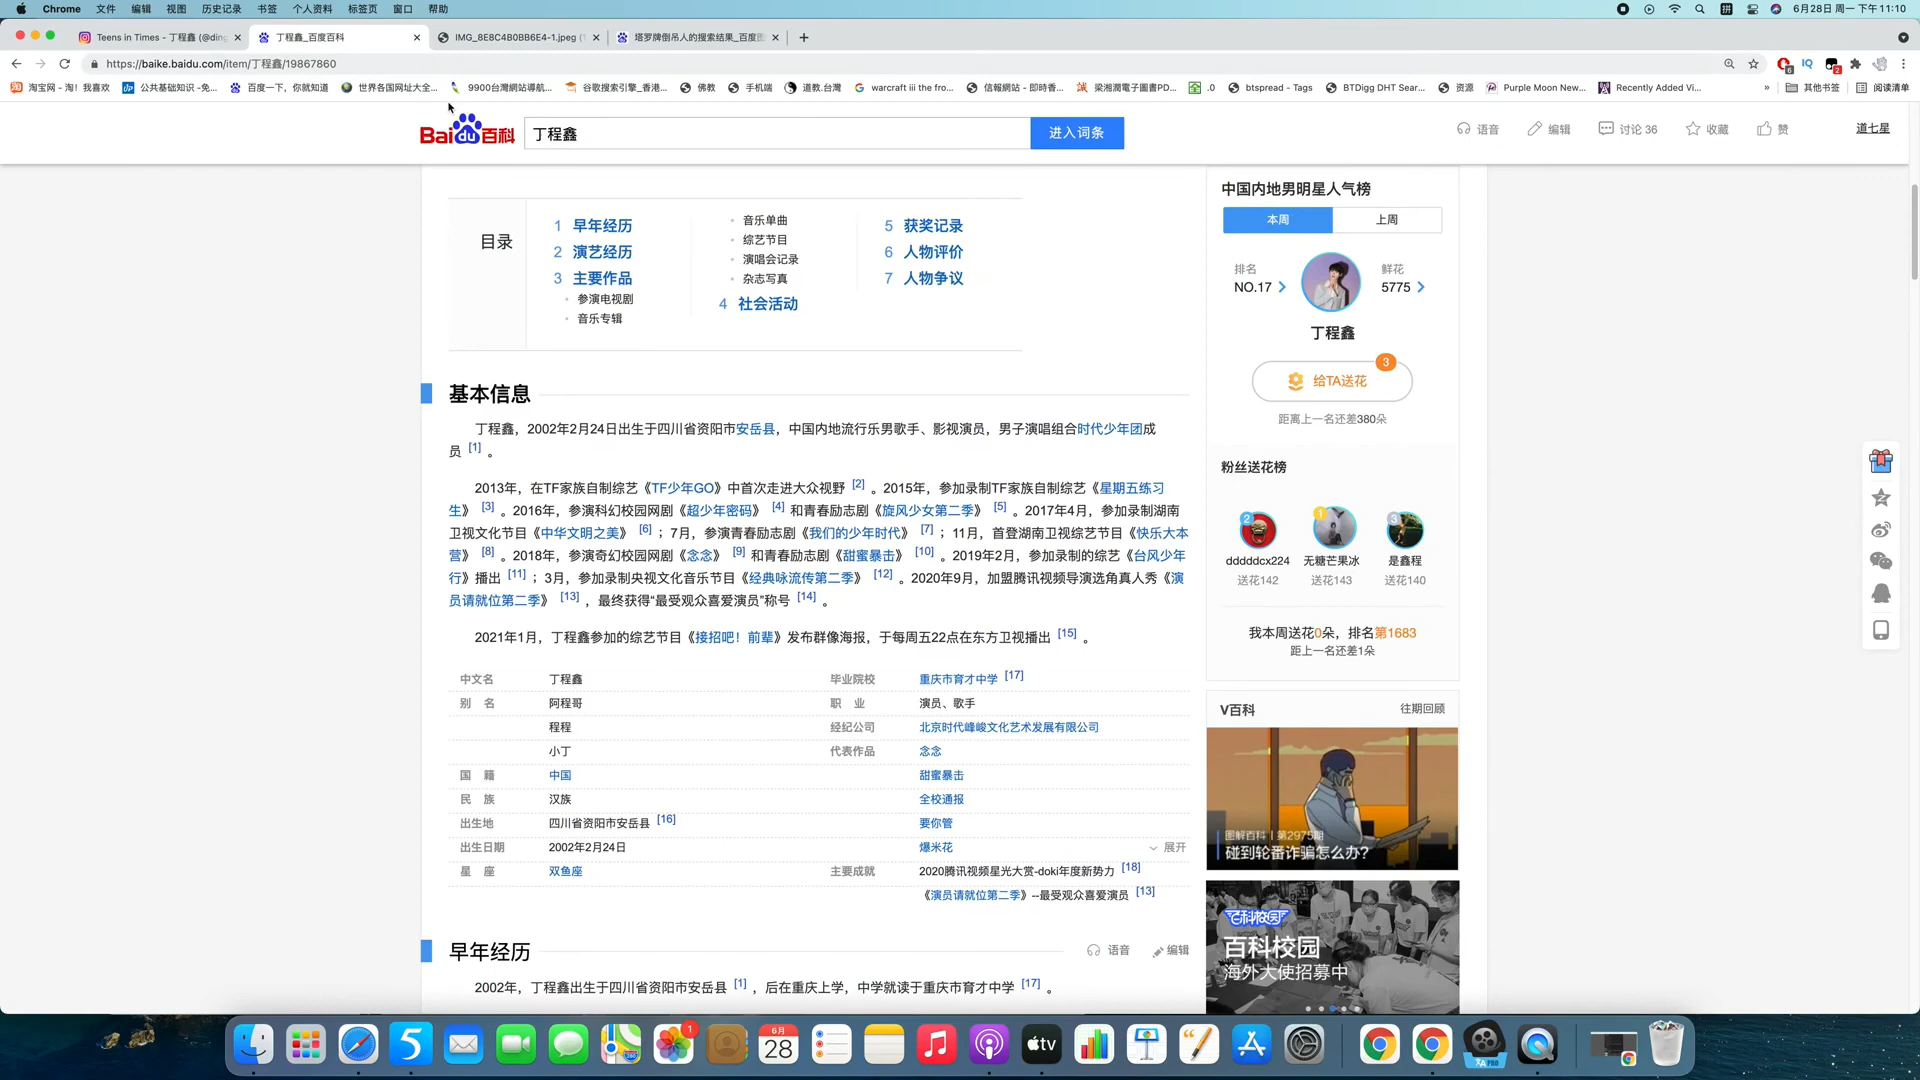 Chrome 文件 编辑 视图 历史记录 书签 个人资料 标签页 窗口 帮助 拼 6月28日 周一 下午11:10
Teens in Times - 丁程鑫 (@ding 丁程鑫_百度百科 IMG_8E8C4B0BB6E4-1.jpeg ( 塔罗牌倒吊人的搜索结果_百度图
https://baike.baidu.com/item/丁程鑫/19867860
淘宝网 - 淘！我喜欢 公共基础知识 -免... 百度一下，你就知道 世界各国网址大全... 9900台灣網站導航... 谷歌搜索引擎_香港... 佛教 手机端 道教.台灣 warcraft iii the fro... 信報網站 - 即時香... 梁湘潤電子圖書PD... .0 btspread - Tags BTDigg DHT Sear... 资源 Purple Moon New... Recently Added Vi... » 其他书签 阅读清单
Bai du 百科 丁程鑫 进入词条 语音 编辑 讨论 36 收藏 赞 道七星
目录
1 早年经历
2 演艺经历
3 主要作品
参演电视剧
音乐专辑
音乐单曲
综艺节目
演唱会记录
杂志写真
4 社会活动
5 获奖记录
6 人物评价
7 人物争议
基本信息
丁程鑫，2002年2月24日出生于四川省资阳市安岳县，中国内地流行乐男歌手、影视演员，男子演唱组合时代少年团成
员 [1] 。
2013年，在TF家族自制综艺《TF少年GO》中首次走进大众视野 [2] 。2015年，参加录制TF家族自制综艺《星期五练习
生》 [3] 。2016年，参演科幻校园网剧《超少年密码》 [4] 和青春励志剧《旋风少女第二季》 [5] 。2017年4月，参加录制湖南
卫视文化节目《中华文明之美》 [6] ；7月，参演青春励志剧《我们的少年时代》 [7] ；11月，首登湖南卫视综艺节目《快乐大本
营》 [8] 。2018年，参演奇幻校园网剧《念念》 [9] 和青春励志剧《甜蜜暴击》 [10] 。2019年2月，参加录制的综艺《台风少年
行》播出 [11] ；3月，参加录制央视文化音乐节目《经典咏流传第二季》 [12] 。2020年9月，加盟腾讯视频导演选角真人秀《演
员请就位第二季》 [13] ，最终获得“最受观众喜爱演员”称号 [14] 。
2021年1月，丁程鑫参加的综艺节目《接招吧！前辈》发布群像海报，于每周五22点在东方卫视播出 [15] 。
中文名 丁程鑫
别 名 阿程哥
程程
小丁
国 籍 中国
民 族 汉族
出生地 四川省资阳市安岳县 [16]
出生日期 2002年2月24日
星 座 双鱼座
毕业院校 重庆市育才中学 [17]
职 业 演员、歌手
经纪公司 北京时代峰峻文化艺术发展有限公司
代表作品 念念
甜蜜暴击
全校通报
要你管
爆米花 展开
主要成就 2020腾讯视频星光大赏-doki年度新势力 [18]
《演员请就位第二季》--最受观众喜爱演员 [13]
早年经历 语音 编辑
2002年，丁程鑫出生于四川省资阳市安岳县 [1] ，后在重庆上学，中学就读于重庆市育才中学 [17] 。
中国内地男明星人气榜
本周 上周
排名 鲜花
NO.17 5775
丁程鑫
给TA送花 3
距离上一名还差380朵
粉丝送花榜
2 1 3
dddddcx224 无糖芒果冰 是鑫程
送花142 送花143 送花140
我本周送花0朵，排名第1683
距上一名还差1朵
V百科 往期回顾
图解百科 | 第2975期
碰到轮番诈骗怎么办？
百科校园
百科校园
海外大使招募中
5 1 6月 28 tv PRO